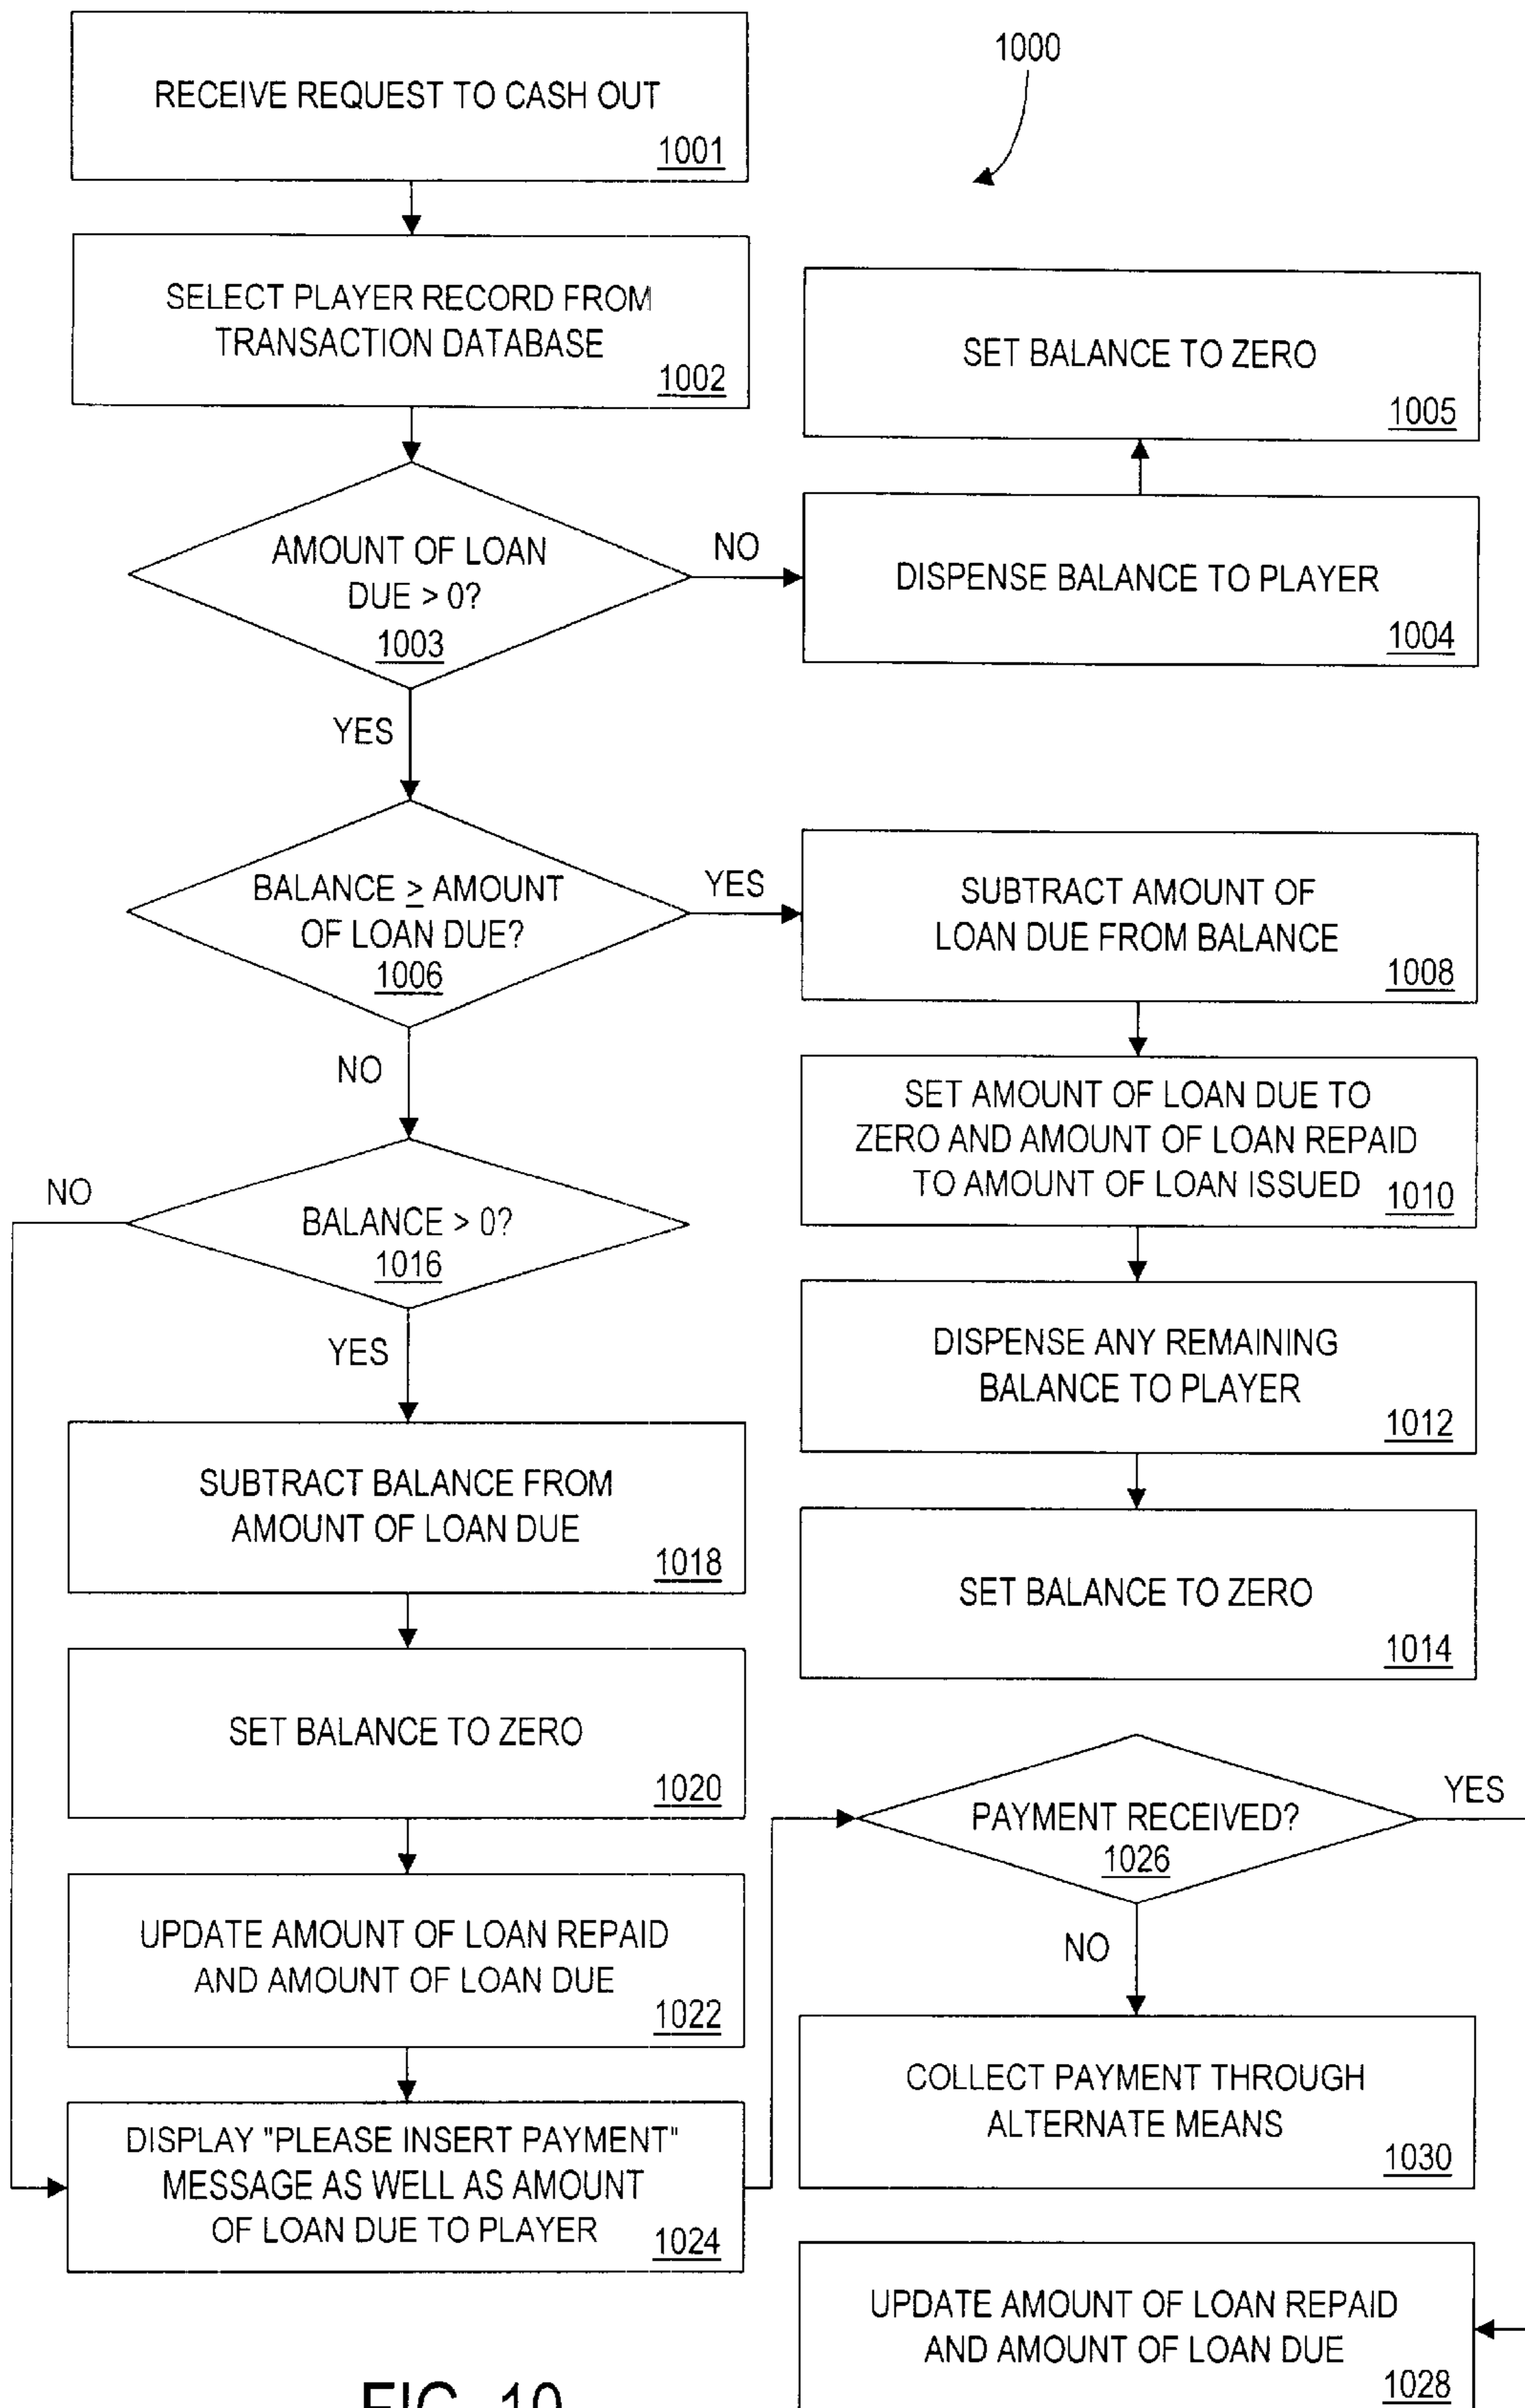 1000
RECEIVE REQUEST TO CASH OUT
1001
SELECT PLAYER RECORD FROM
TRANSACTION DATABASE
1002
SET BALANCE TO ZERO
1005
AMOUNT OF LOAN
DUE > 0?
1003
NO
DISPENSE BALANCE TO PLAYER
1004
YES
BALANCE ≥ AMOUNT
OF LOAN DUE?
1006
YES
SUBTRACT AMOUNT OF
LOAN DUE FROM BALANCE
1008
NO
SET AMOUNT OF LOAN DUE TO
ZERO AND AMOUNT OF LOAN REPAID
TO AMOUNT OF LOAN ISSUED
1010
NO
BALANCE > 0?
1016
DISPENSE ANY REMAINING
BALANCE TO PLAYER
1012
YES
SUBTRACT BALANCE FROM
AMOUNT OF LOAN DUE
1018
SET BALANCE TO ZERO
1014
SET BALANCE TO ZERO
1020
PAYMENT RECEIVED?
1026
YES
UPDATE AMOUNT OF LOAN REPAID
AND AMOUNT OF LOAN DUE
1022
NO
COLLECT PAYMENT THROUGH
ALTERNATE MEANS
1030
DISPLAY "PLEASE INSERT PAYMENT"
MESSAGE AS WELL AS AMOUNT
OF LOAN DUE TO PLAYER
1024
UPDATE AMOUNT OF LOAN REPAID
AND AMOUNT OF LOAN DUE
1028
FIG. 10